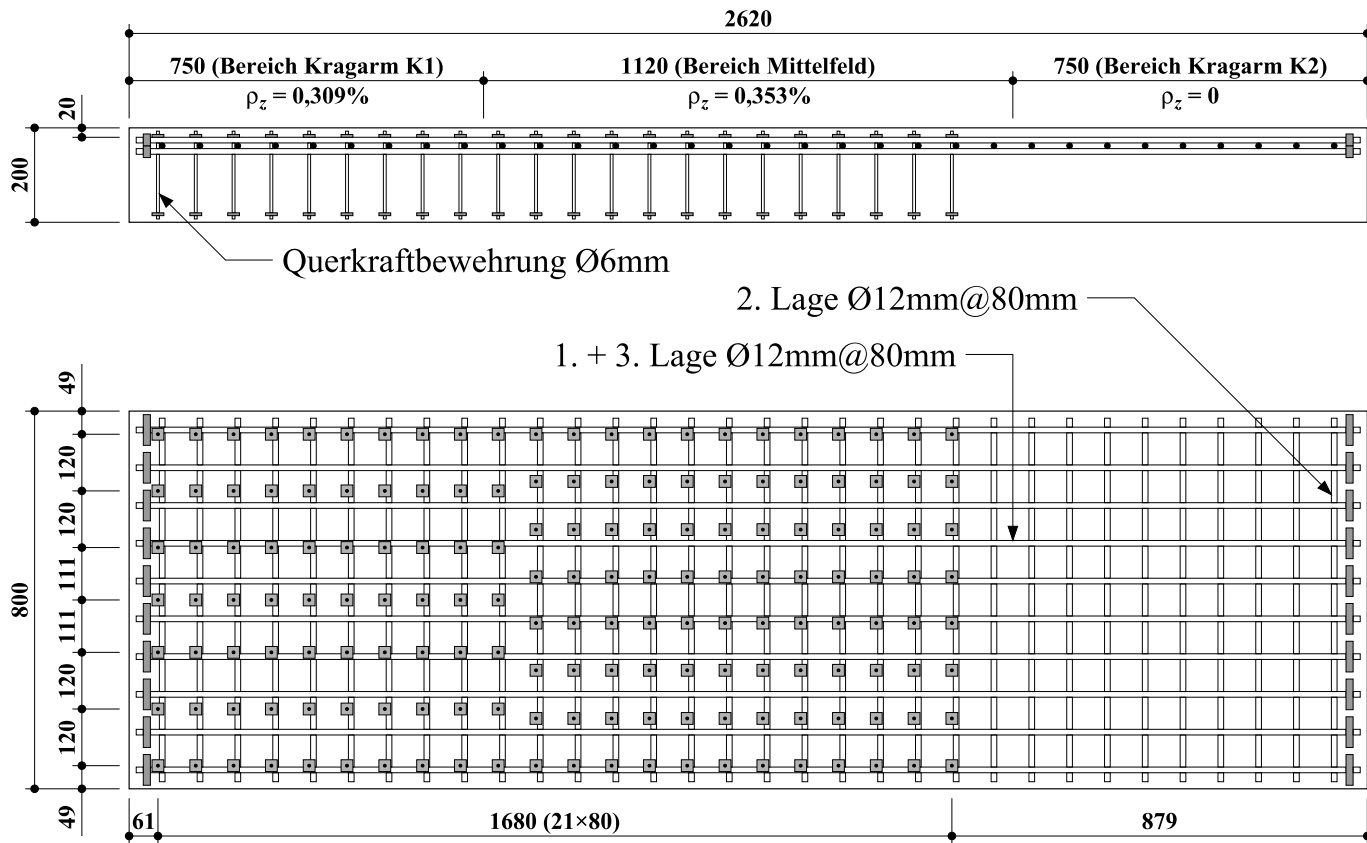 2620
750 (Bereich Kragarm K1)
1120 (Bereich Mittelfeld)
750 (Bereich Kragarm K2)
ρz = 0,309%
ρz = 0,353%
ρz = 0
20
200
Querkraftbewehrung Ø6mm
2. Lage Ø12mm@80mm
1. + 3. Lage Ø12mm@80mm
49
120
120
111
111
120
120
49
800
61
1680 (21×80)
879